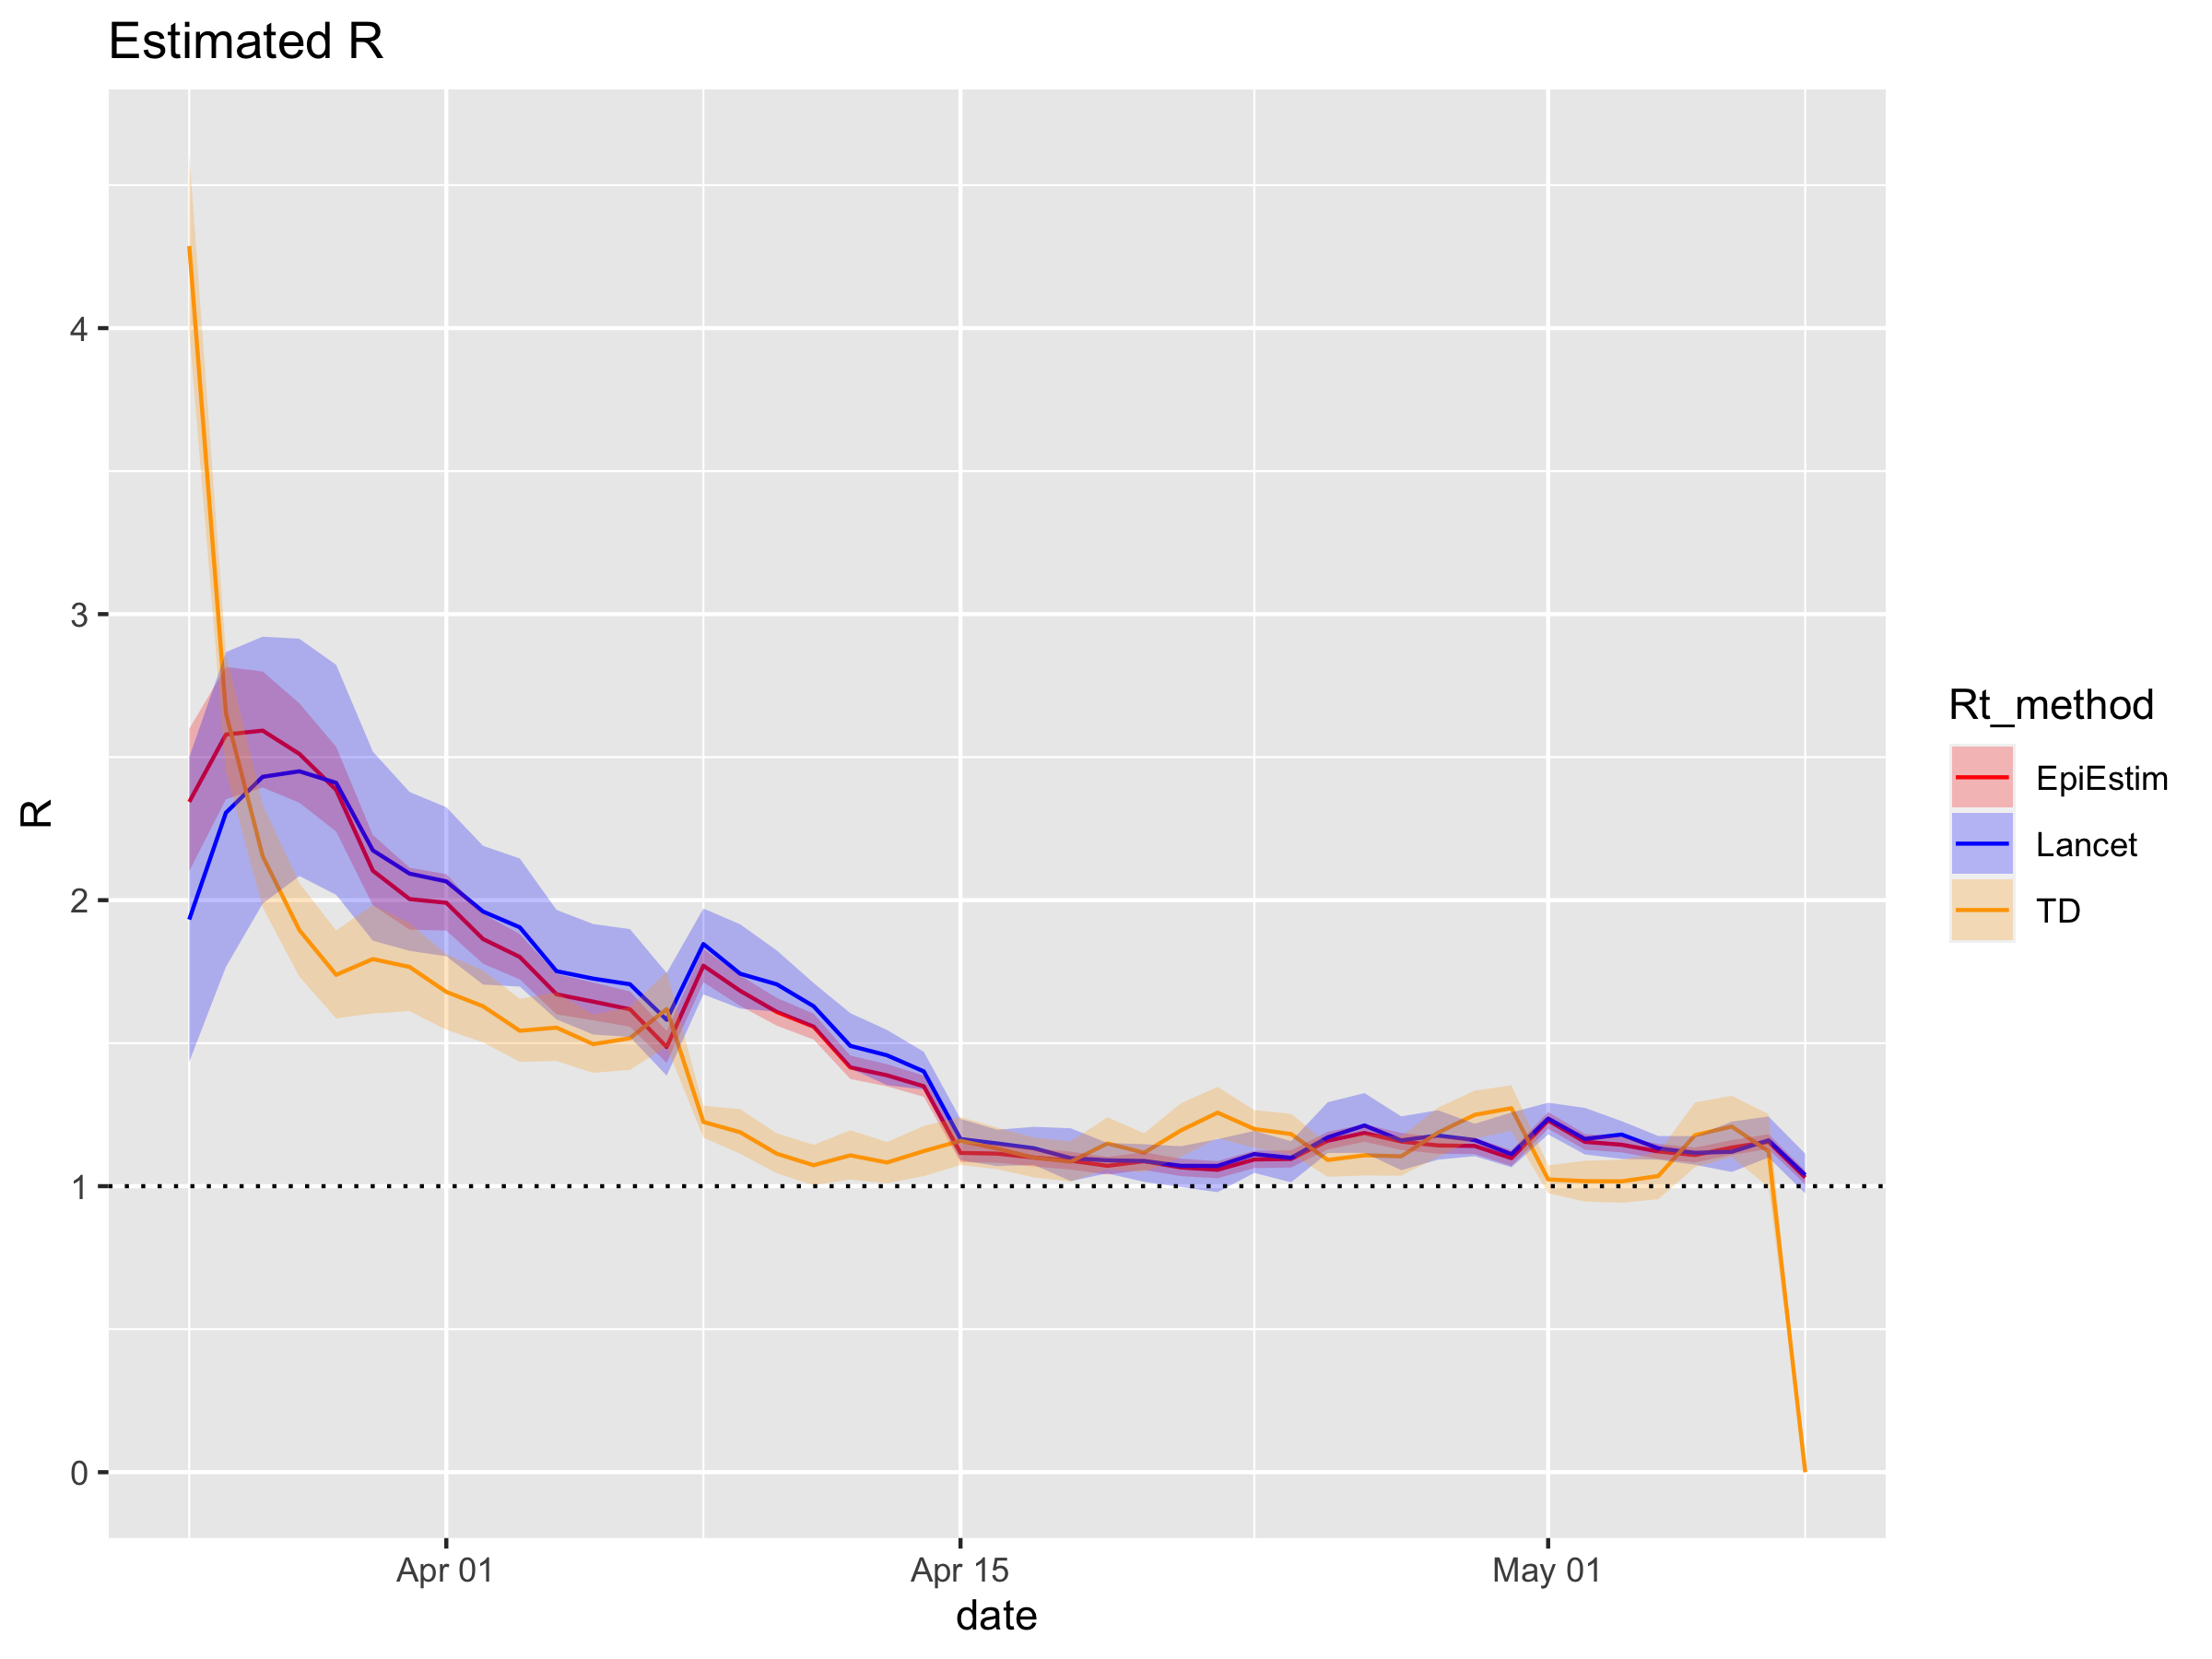 Estimated R
4
3
2
1
0
R
Apr 01
Apr 15
May 01
date
Rt_method
EpiEstim
Lancet
TD